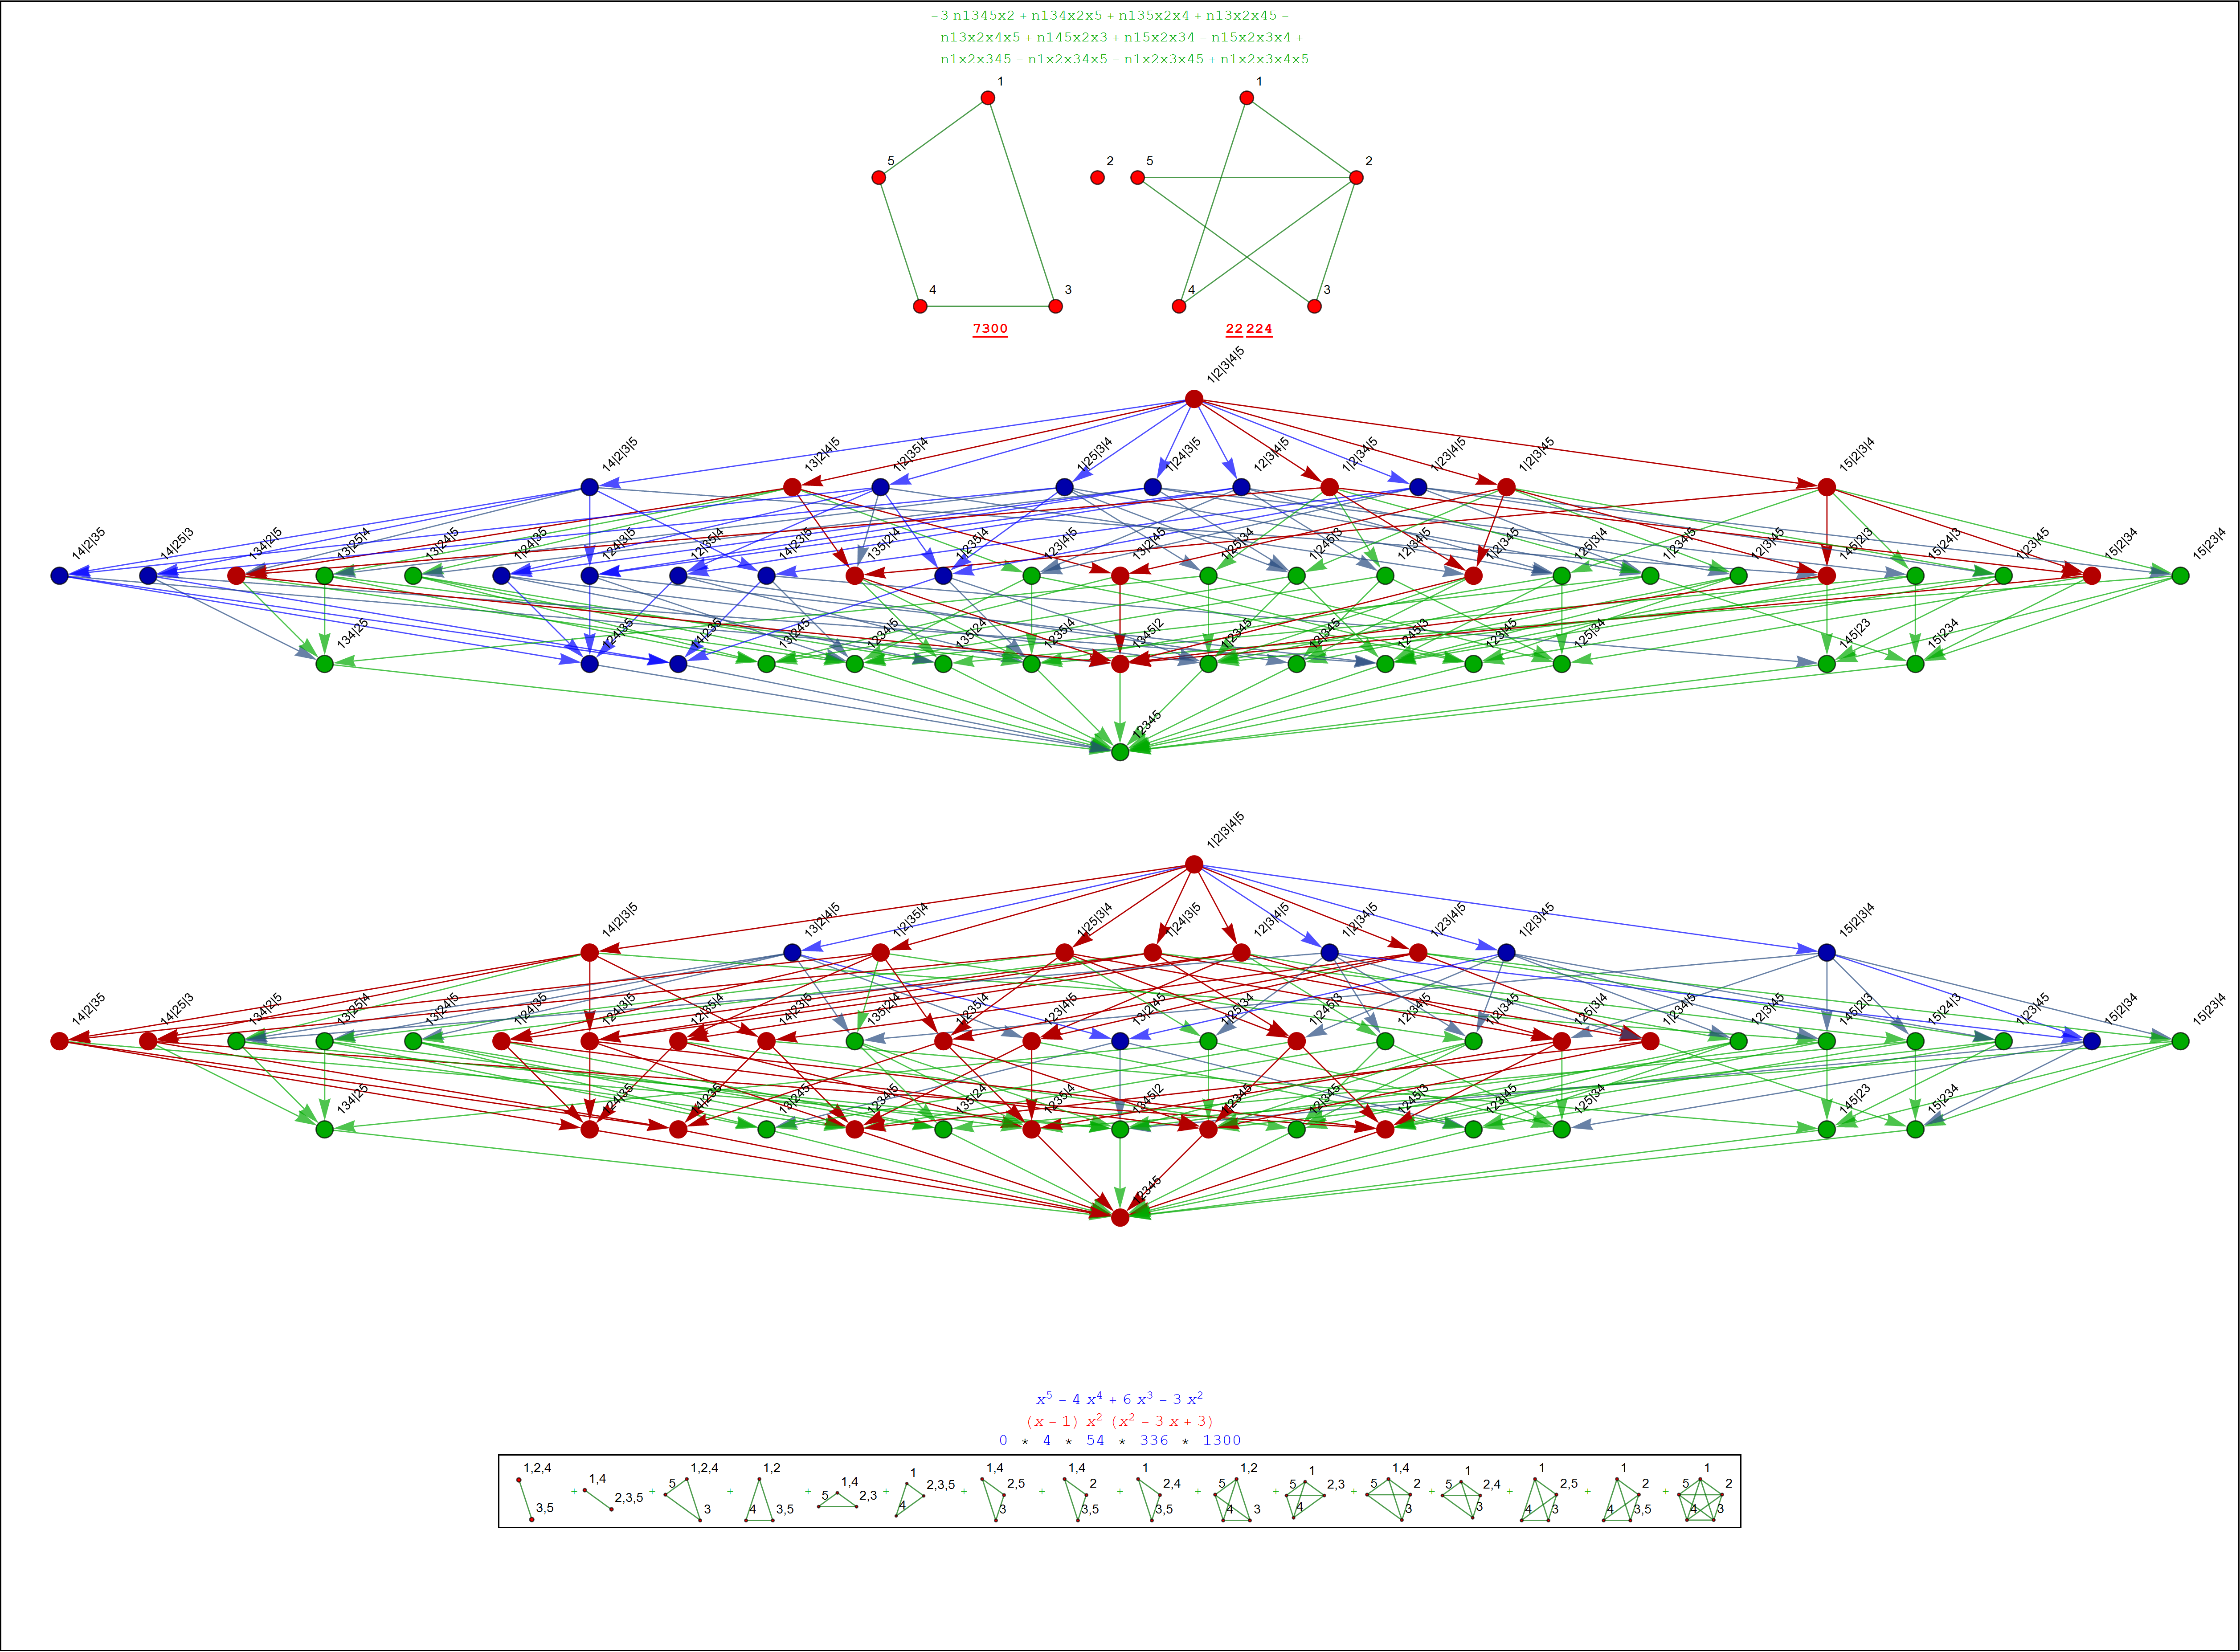 -3 n1345x2 + n134x2x5 + n135x2x4 + n13x2x45 -
n13x2x4x5 + n145x2x3 + n15x2x34 - n15x2x3x4 +
n1x2x345 - n1x2x34x5 - n1x2x3x45 + n1x2x3x4x5
1 1
5 2 5 2
4 3 4 3
7300 22 224
1|2|3|4|5
14|2|3|5 13|2|4|5 1|2|35|4 1|25|3|4 1|24|3|5 12|3|4|5 1|2|34|5 1|23|4|5 1|2|3|45 15|2|3|4
14|2|35 14|25|3 134|2|5 13|25|4 13|24|5 1|24|35 124|3|5 12|35|4 14|23|5 135|2|4 1|235|4 123|4|5 13|2|45 1|25|34 1|245|3 12|34|5 1|2|345 125|3|4 1|234|5 12|3|45 145|2|3 15|24|3 1|23|45 15|2|34 15|23|4
134|25 124|35 14|235 13|245 1234|5 135|24 1235|4 1345|2 1|2345 12|345 1245|3 123|45 125|34 145|23 15|234
12345
1|2|3|4|5
14|2|3|5 13|2|4|5 1|2|35|4 1|25|3|4 1|24|3|5 12|3|4|5 1|2|34|5 1|23|4|5 1|2|3|45 15|2|3|4
14|2|35 14|25|3 134|2|5 13|25|4 13|24|5 1|24|35 124|3|5 12|35|4 14|23|5 135|2|4 1|235|4 123|4|5 13|2|45 1|25|34 1|245|3 12|34|5 1|2|345 125|3|4 1|234|5 12|3|45 145|2|3 15|24|3 1|23|45 15|2|34 15|23|4
134|25 124|35 14|235 13|245 1234|5 135|24 1235|4 1345|2 1|2345 12|345 1245|3 123|45 125|34 145|23 15|234
12345
x⁵ - 4 x⁴ + 6 x³ - 3 x²
(x - 1) x² (x² - 3 x + 3)
0 * 4 * 54 * 336 * 1300
1,2,4 3,5 + 1,4 2,3,5 + 1,2,4 5 3 + 1,2 4 3,5 + 1,4 5 2,3 + 1 2,3,5 4 + 1,4 2,5 3 + 1,4 2 3,5 + 1 2,4 3,5 + 1,2 5 4 3 + 1 5 2,3 4 + 1,4 5 2 3 + 1 5 2,4 3 + 1 2,5 4 3 + 1 2 4 3,5 + 1 5 2 4 3